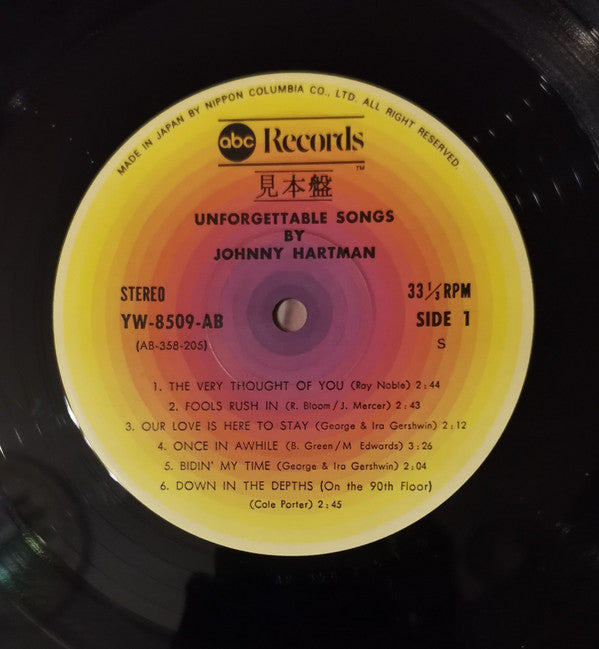 MADE IN JAPAN BY NIPPON COLUMBIA CO., LTD. ALL RIGHT RESERVED.
abc Records
TM
見本盤
UNFORGETTABLE SONGS
BY
JOHNNY HARTMAN
STEREO 33 1/3 RPM
YW-8509-AB SIDE 1
(AB-358-205) S
1. THE VERY THOUGHT OF YOU (Ray Noble) 2:44
2. FOOLS RUSH IN (R. Bloom/J. Mercer) 2:43
3. OUR LOVE IS HERE TO STAY (George & Ira Gershwin) 2:12
4. ONCE IN AWHILE (B. Green/M Edwards) 3:26
5. BIDIN' MY TIME (George & Ira Gershwin) 2:04
6. DOWN IN THE DEPTHS (On the 90th Floor)
(Cole Porter) 2:45